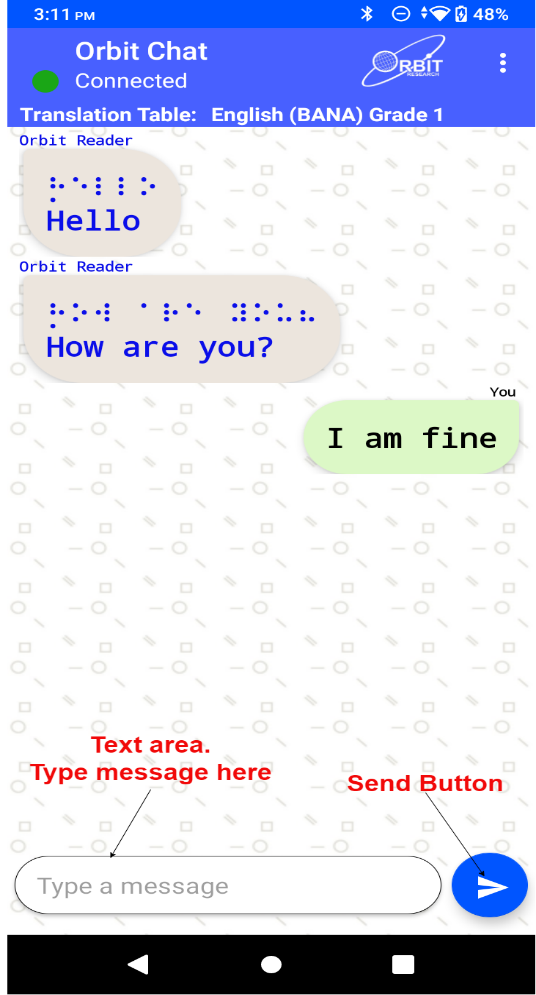 3:11 PM 48%
Orbit Chat
Connected
ORBIT
RESEARCH
Translation Table: English (BANA) Grade 1
Orbit Reader
⡓⠑⠇⠇⠕
Hello
Orbit Reader
⡓⠕⠺ ⠁⠗⠑ ⠽⠕⠥⠦
How are you?
You
I am fine
Text area.
Type message here
Send Button
Type a message